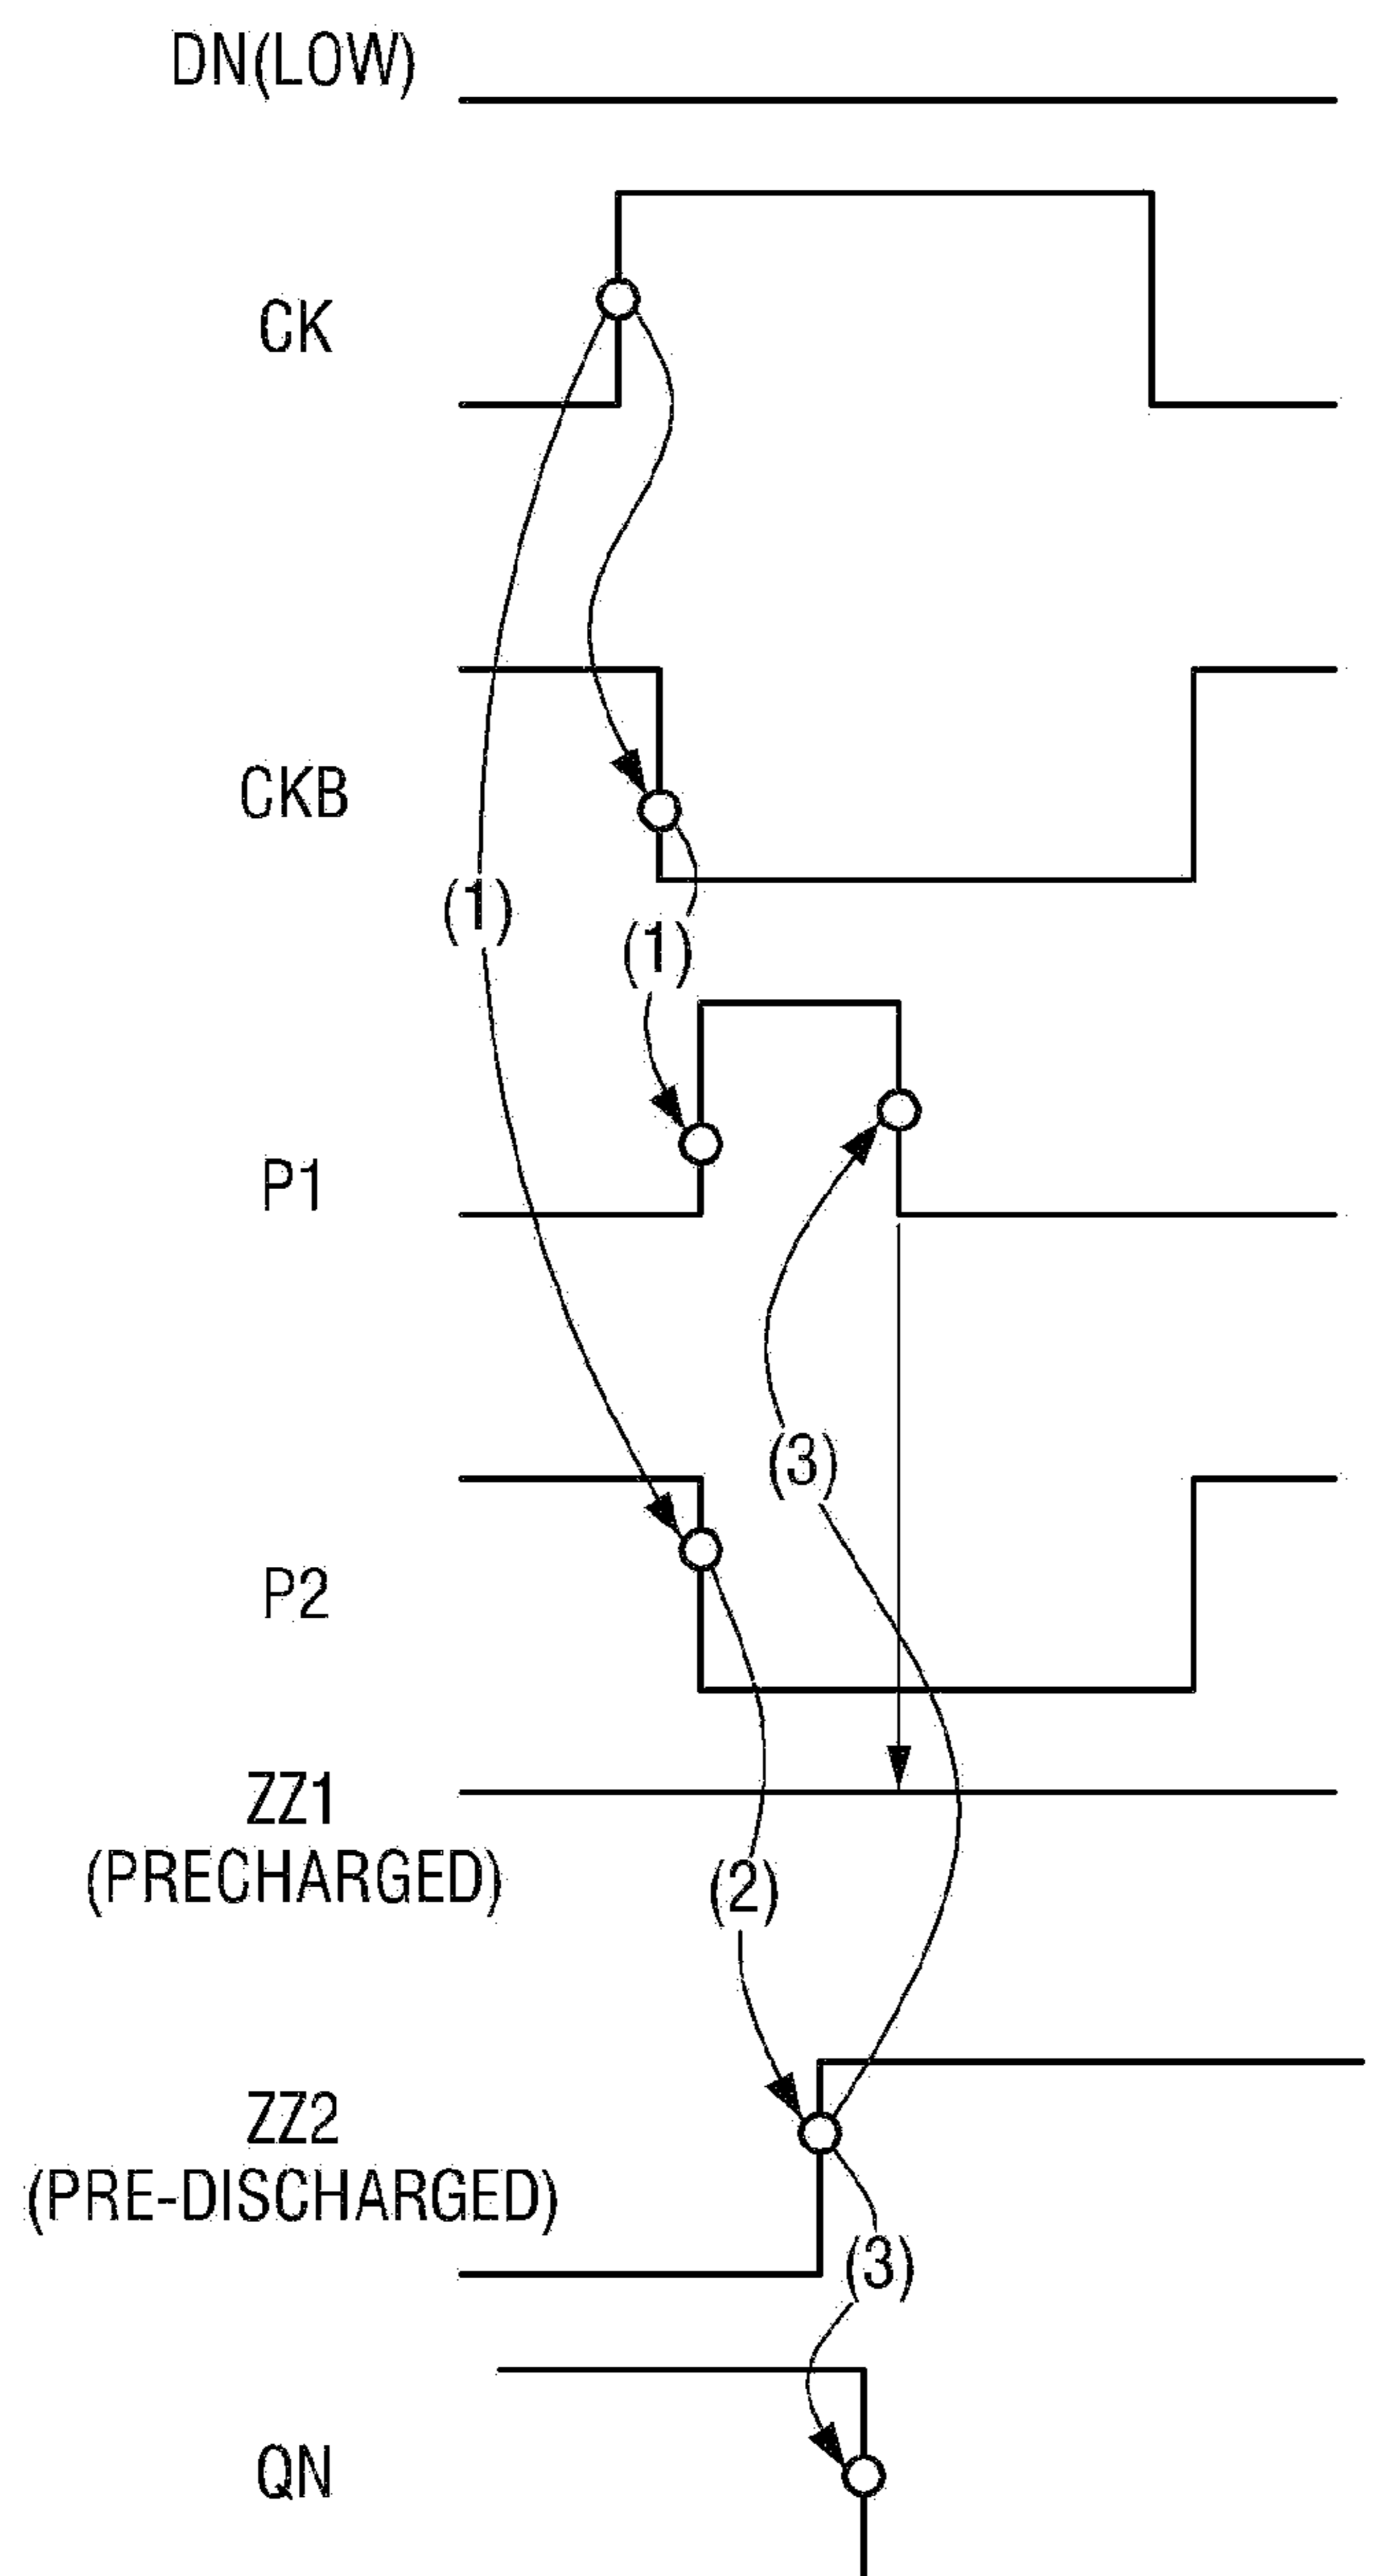 DN(LOW)
CK
CKB
(1)
(1)
P1
(3)
P2
ZZ1
(PRECHARGED)
(2)
ZZ2
(PRE-DISCHARGED)
(3)
QN